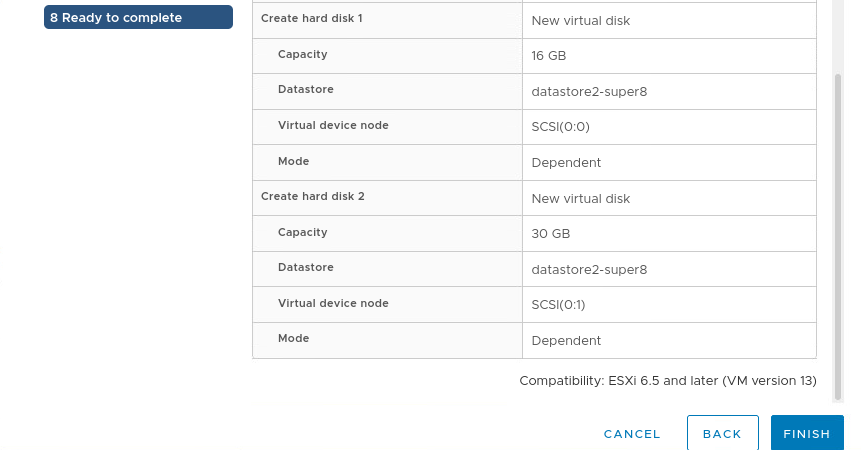 8 Ready to complete
Create hard disk 1 New virtual disk
Capacity 16 GB
Datastore datastore2-super8
Virtual device node SCSI(0:0)
Mode Dependent
Create hard disk 2 New virtual disk
Capacity 30 GB
Datastore datastore2-super8
Virtual device node SCSI(0:1)
Mode Dependent
Compatibility: ESXi 6.5 and later (VM version 13)
CANCEL BACK FINISH